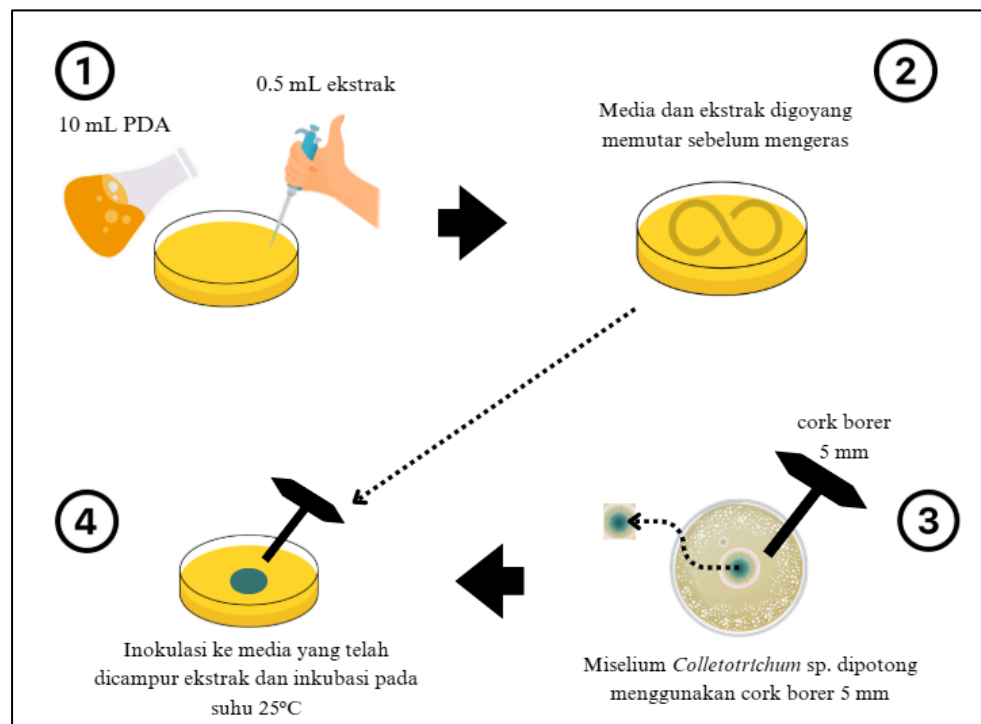 1
0.5 mL ekstrak
10 mL PDA
2
Media dan ekstrak digoyang
memutar sebelum mengeras
cork borer
5 mm
3
Miselium Colletotrichum sp. dipotong
menggunakan cork borer 5 mm
4
Inokulasi ke media yang telah
dicampur ekstrak dan inkubasi pada
suhu 25°C